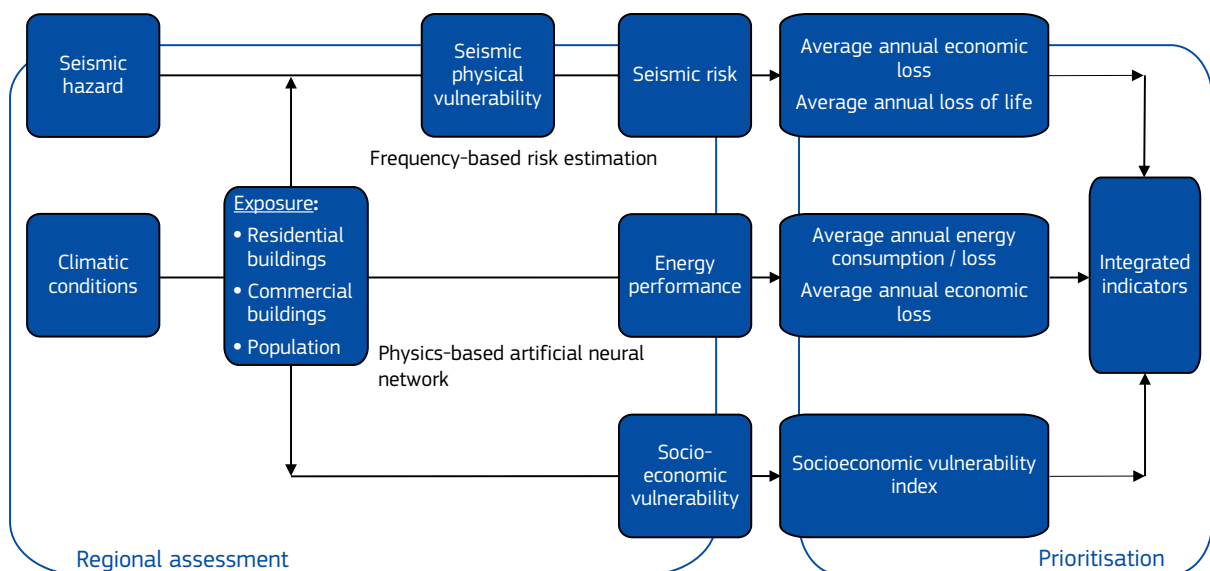 Seismic
hazard
Seismic
physical
vulnerability
Seismic risk
Average annual economic
loss
Average annual loss of life
Frequency-based risk estimation
Climatic
conditions
Exposure:
• Residential
buildings
• Commercial
buildings
• Population
Energy
performance
Average annual energy
consumption / loss
Average annual economic
loss
Integrated
indicators
Physics-based artificial neural
network
Socio-
economic
vulnerability
Socioeconomic vulnerability
index
Regional assessment
Prioritisation